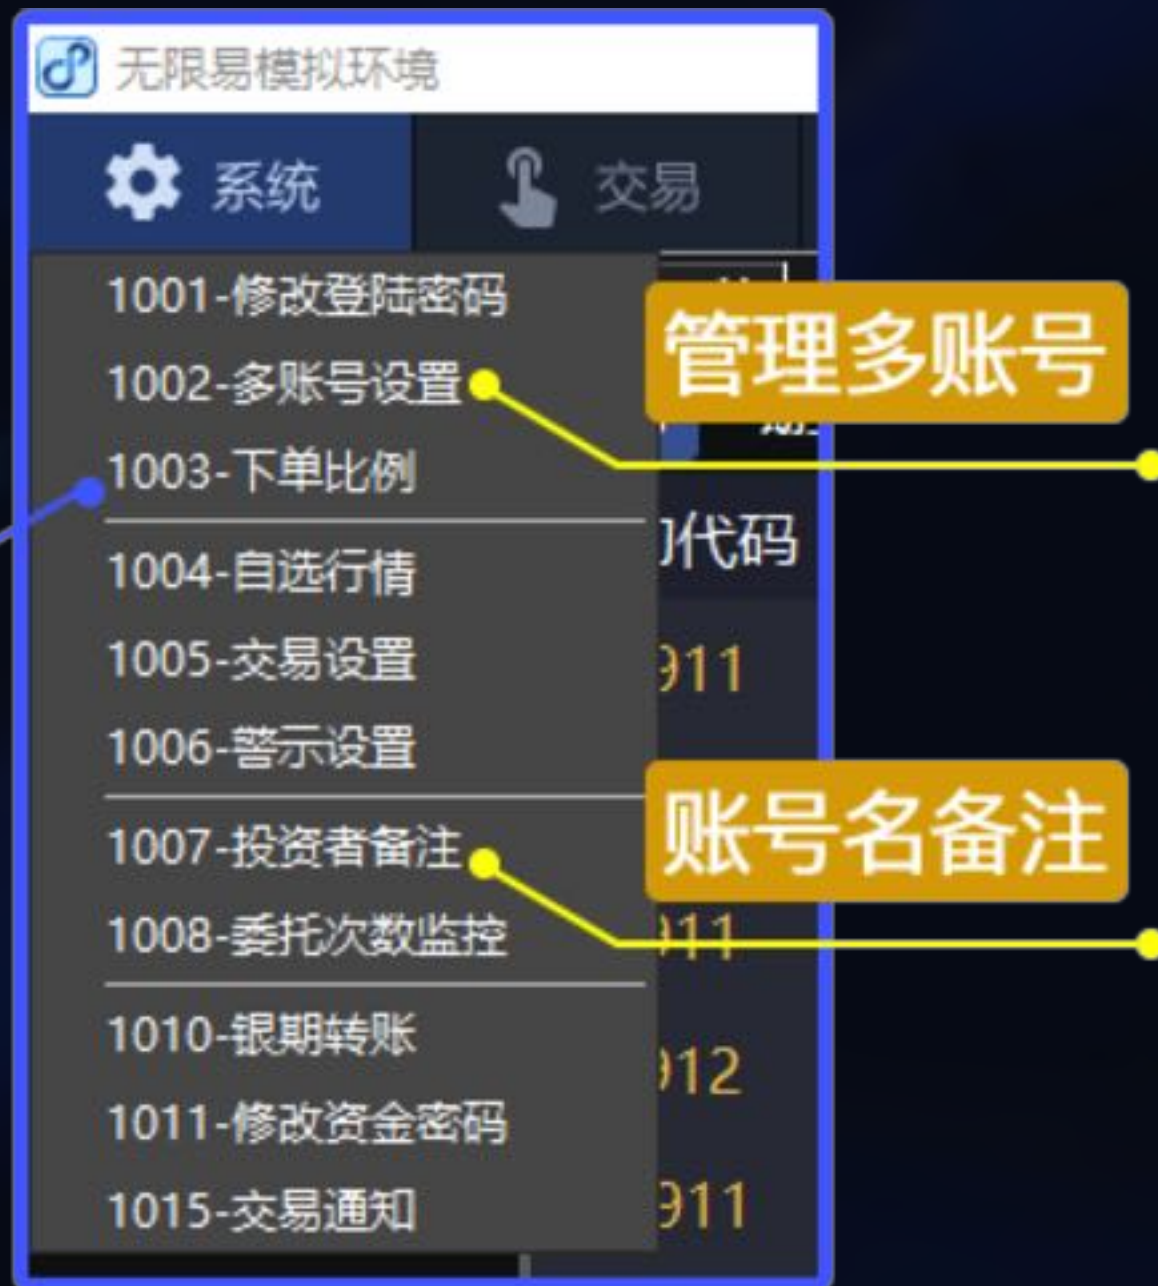 无限易模拟环境
系统
交易
1001-修改登陆密码
管理多账号
1002-多账号设置
1003-下单比例
代码
1004-自选行情
1005-交易设置
911
1006-警示设置
账号名备注
1007-投资者备注
1008-委托次数监控
911
1010-银期转账
912
1011-修改资金密码
1015-交易通知
911